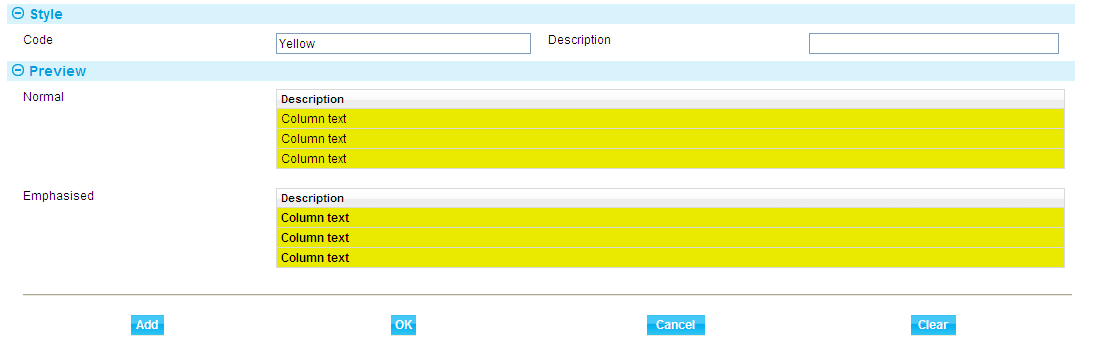 Style
Code Yellow Description
Preview
Normal
Description
Column text
Column text
Column text
Emphasised
Description
Column text
Column text
Column text
Add OK Cancel Clear